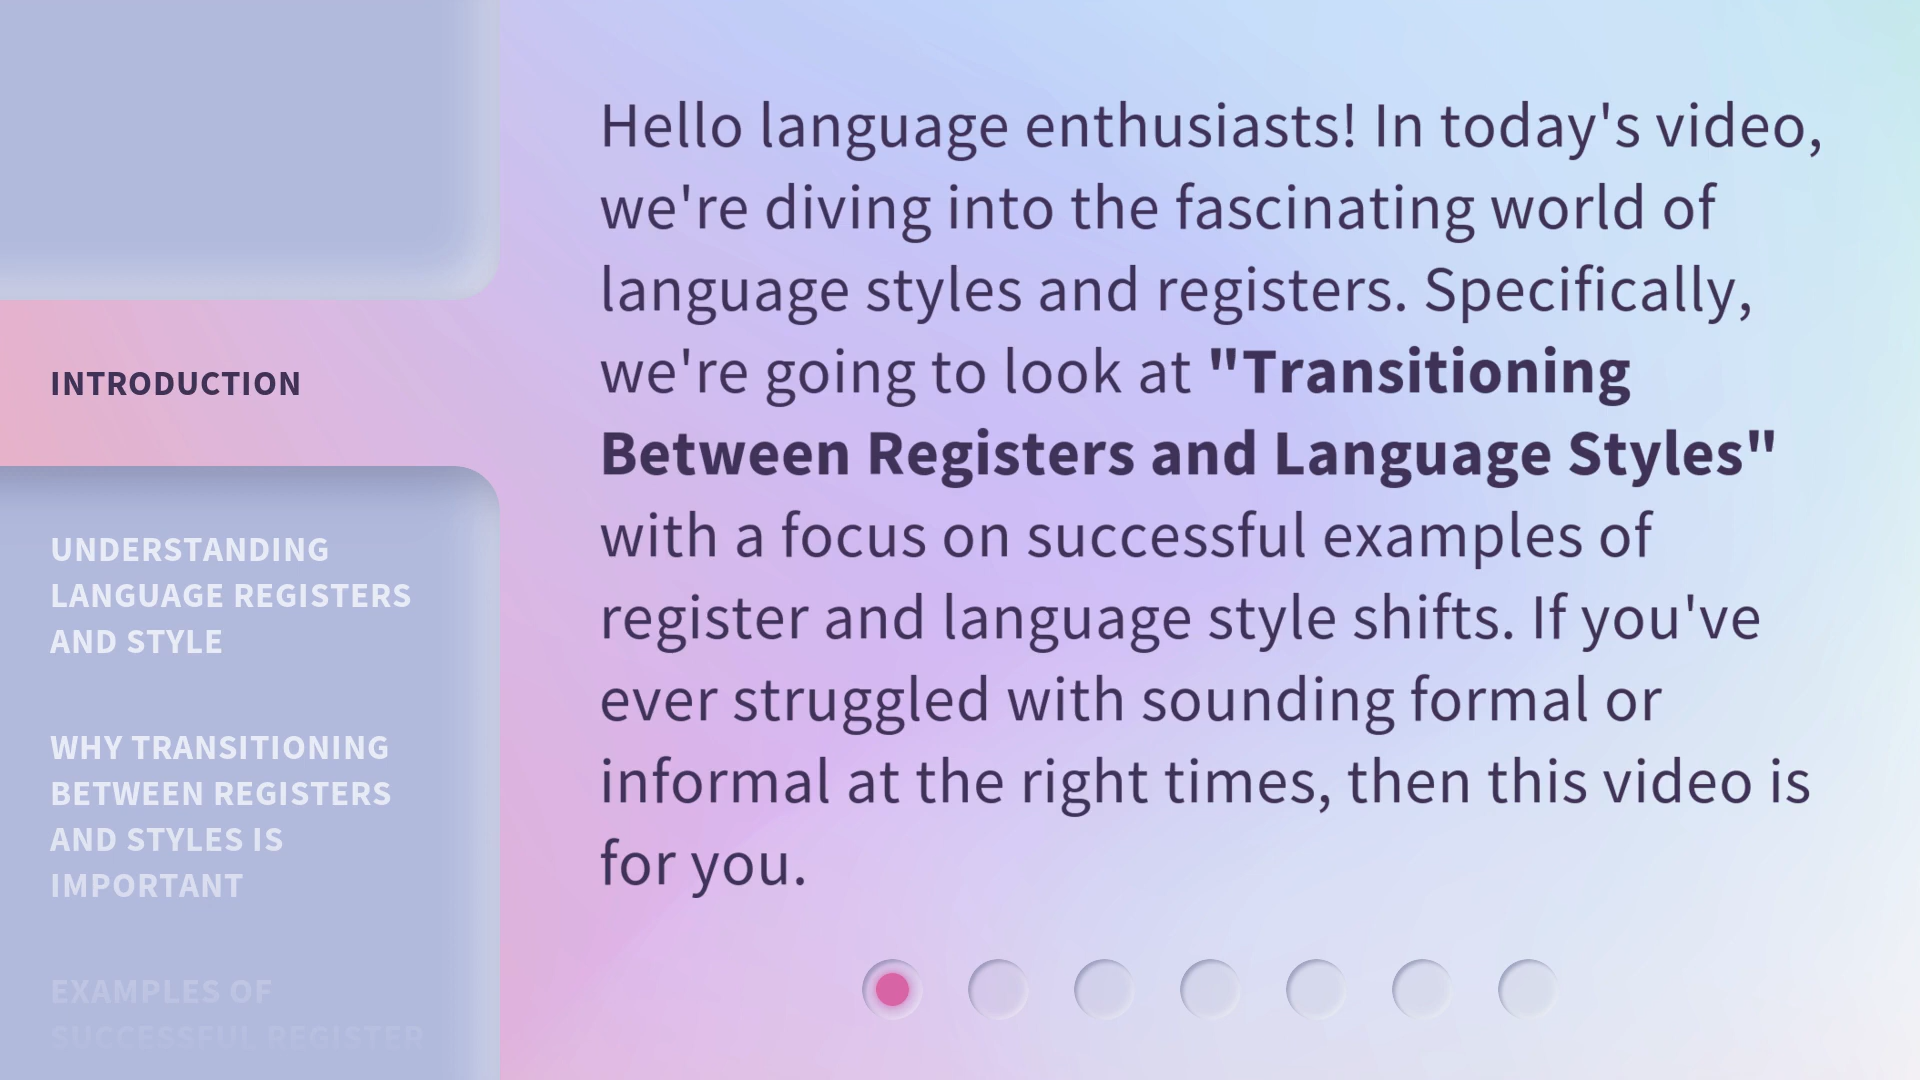 INTRODUCTION
UNDERSTANDING
LANGUAGE REGISTERS
AND STYLE
WHY TRANSITIONING
BETWEEN REGISTERS
AND STYLES IS
IMPORTANT
EXAMPLES OF
SUCCESSFUL REGISTER
Hello language enthusiasts! In today's video,
we're diving into the fascinating world of
language styles and registers. Specifically,
we're going to look at "Transitioning
Between Registers and Language Styles"
with a focus on successful examples of
register and language style shifts. If you've
ever struggled with sounding formal or
informal at the right times, then this video is
for you.